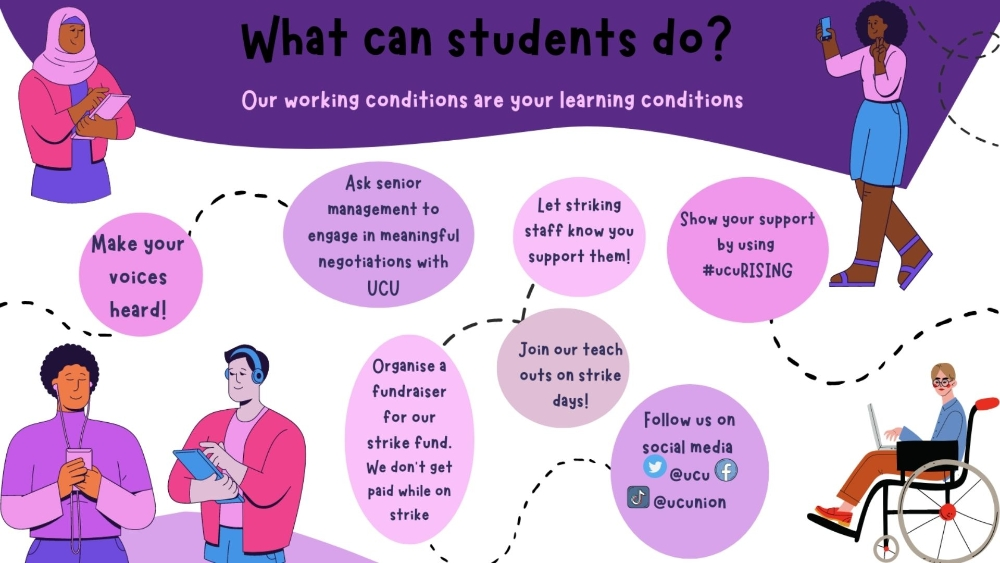 What can students do?
Our working conditions are your learning conditions
Make your
voices
heard!
Ask senior
management to
engage in meaningful
negotiations with
UCU
Let striking
staff know you
support them!
Show your support
by using
#ucuRISING
Organise a
fundraiser
for our
strike fund.
We don't get
paid while on
strike
Join our teach
outs on strike
days!
Follow us on
social media
@ucu
@ucunion